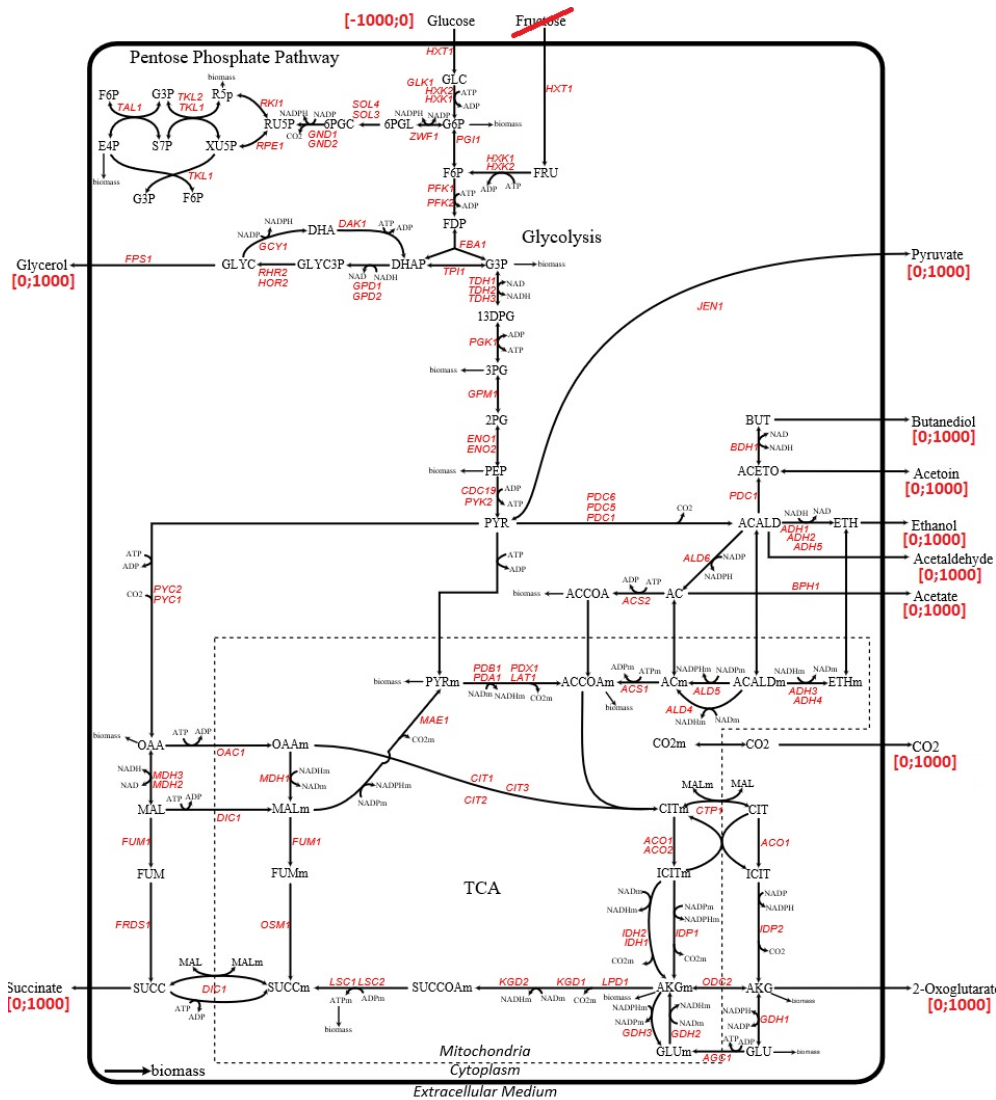 [-1000;0] Glucose Fructose
HXT1
Pentose Phosphate Pathway
GLC
GLK1
HXK2
HXK1
ATP
ADP
HXT1
biomass
F6P G3P R5p
TAL1 TKL2
TKL1
RKI1
RU5P
NADPH NADP
CO2
GND1
GND2
6PGC
SOL4
SOL3
6PGL
NADPH NADP
ZWF1
G6P
biomass
PGI1
E4P S7P XU5P
RPE1
biomass
TKL1
G3P F6P
F6P
HXK1
HXK2
ADP ATP
FRU
PFK1
PFK2
ATP
ADP
FDP
FBA1
Glycolysis
DHA
DAK1
ATP ADP
NADPH
NADP
GCY1
Glycerol
[0;1000]
FPS1
GLYC
RHR2
HOR2
GLYC3P
NAD NADH
GPD1
GPD2
DHAP
TPI1
G3P
biomass
Pyruvate
[0;1000]
JEN1
TDH1
TDH2
TDH3
NAD
NADH
13DPG
PGK1
ADP
ATP
biomass
3PG
GPM1
2PG
ENO1
ENO2
biomass
PEP
CDC19
PYK2
ADP
ATP
PYR
BUT
Butanediol
[0;1000]
BDH1
NAD
NADH
ACETO
Acetoin
[0;1000]
PDC1
PDC6
PDC5
PDC1
CO2
ACALD
NADH NAD
ADH1
ADH2
ADH5
ETH
Ethanol
[0;1000]
Acetaldehyde
[0;1000]
ATP
ADP
ATP
ADP
CO2
PYC2
PYC1
ALD6
NADP
NADPH
biomass
ACCOA
ADP ATP
ACS2
AC
BPH1
Acetate
[0;1000]
biomass
PYRm
PDB1
PDA1
PDX1
LAT1
NADm NADHm CO2m
ACCOAm
biomass
ADPm ATPm
ACS1
ACm
NADPHm NADPm
ALD5
ACALDm
NADHm NADm
ADH3
ADH4
ETHm
ALD4
NADHm NADm
MAE1
CO2m
biomass
OAA
ATP ADP
OAC1
OAAm
CO2m CO2
CO2
[0;1000]
NADH
NAD
MDH3
MDH2
MDH1
NADHm
NADm
NADPHm
NADPm
CIT1
CIT2
CIT3
MAL
ATP ADP
DIC1
MALm
CITm
MALm MAL
CTP1
CIT
FUM1
FUM1
ACO1
ACO2
ACO1
FUM
FUMm
TCA
ICITm
ICIT
FRDS1
OSM1
NADm
NADHm
IDH2
IDH1
CO2m
NADPm
NADPHm
IDP1
CO2m
NADP
NADPH
IDP2
CO2
Succinate
[0;1000]
SUCC
MAL MALm
DIC1
ATP
ADP
SUCCm
LSC1 LSC2
ATPm ADPm
biomass
SUCCOAm
KGD2 KGD1 LPD1
NADHm NADm CO2m
AKGm
biomass
ODC2
AKG
biomass
2-Oxoglutarate
[0;1000]
NADPHm
NADPm
GDH3
GDH2
NADHm
NADm
NADPH
NADP
GDH1
GLUm
ATP
ADP
AGC1
GLU
biomass
Mitochondria
biomass
Cytoplasm
Extracellular Medium